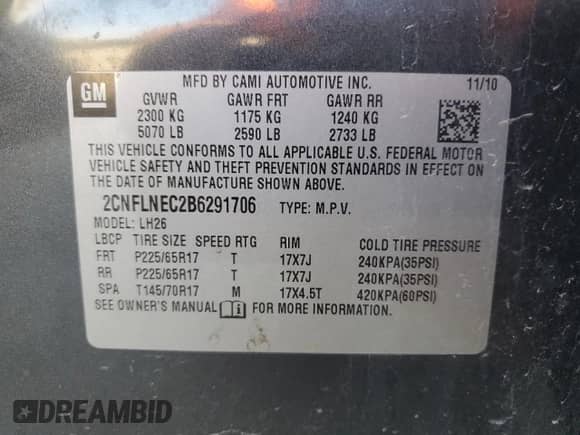 GM
MFD BY CAMI AUTOMOTIVE INC. 11/10
GVWR GAWR FRT GAWR RR
2300 KG 1175 KG 1240 KG
5070 LB 2590 LB 2733 LB
THIS VEHICLE CONFORMS TO ALL APPLICABLE U.S. FEDERAL MOTOR
VEHICLE SAFETY AND THEFT PREVENTION STANDARDS IN EFFECT ON
THE DATE OF MANUFACTURE SHOWN ABOVE.
2CNFLNEC2B6291706 TYPE: M.P.V.
MODEL: LH26
LBCP TIRE SIZE SPEED RTG RIM COLD TIRE PRESSURE
FRT P225/65R17 T 17X7J 240KPA(35PSI)
RR P225/65R17 T 17X7J 240KPA(35PSI)
SPA T145/70R17 M 17X4.5T 420KPA(60PSI)
SEE OWNER'S MANUAL i FOR MORE INFORMATION.
DREAMBID